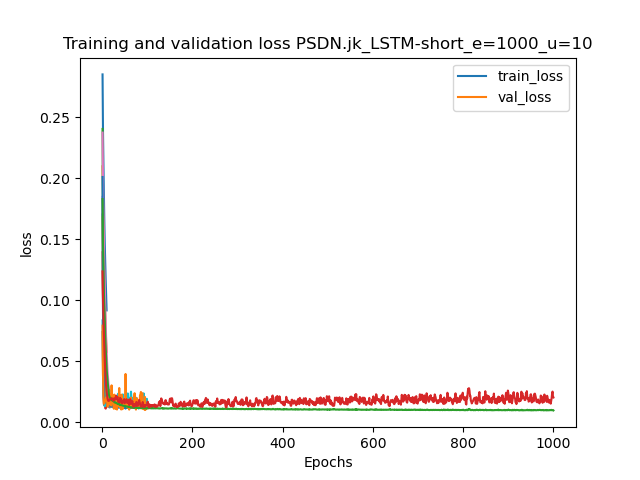 Training and validation loss PSDN.jk_LSTM-short_e=1000_u=10
train_loss
val_loss
0.25
0.20
0.15
0.10
0.05
0.00
loss
0 200 400 600 800 1000
Epochs